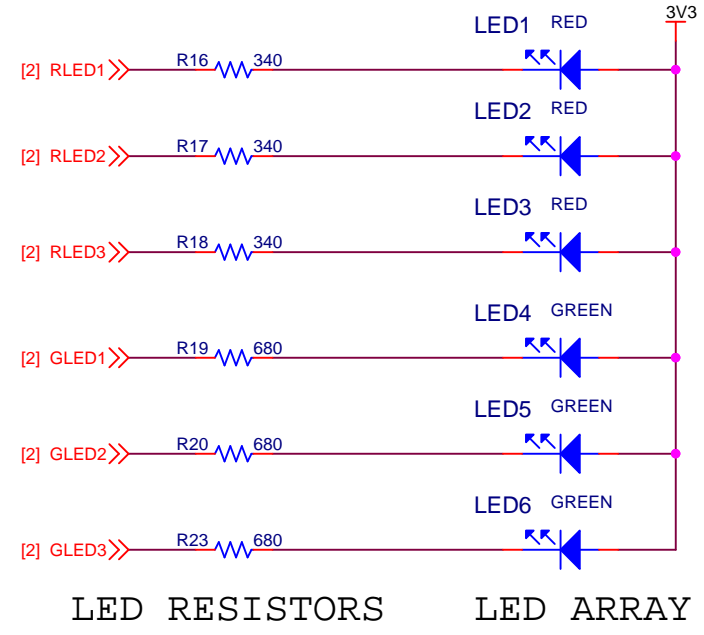 3V3
LED1 RED
[2] RLED1 R16 340
LED2 RED
[2] RLED2 R17 340
LED3 RED
[2] RLED3 R18 340
LED4 GREEN
[2] GLED1 R19 680
LED5 GREEN
[2] GLED2 R20 680
LED6 GREEN
[2] GLED3 R23 680
LED RESISTORS LED ARRAY